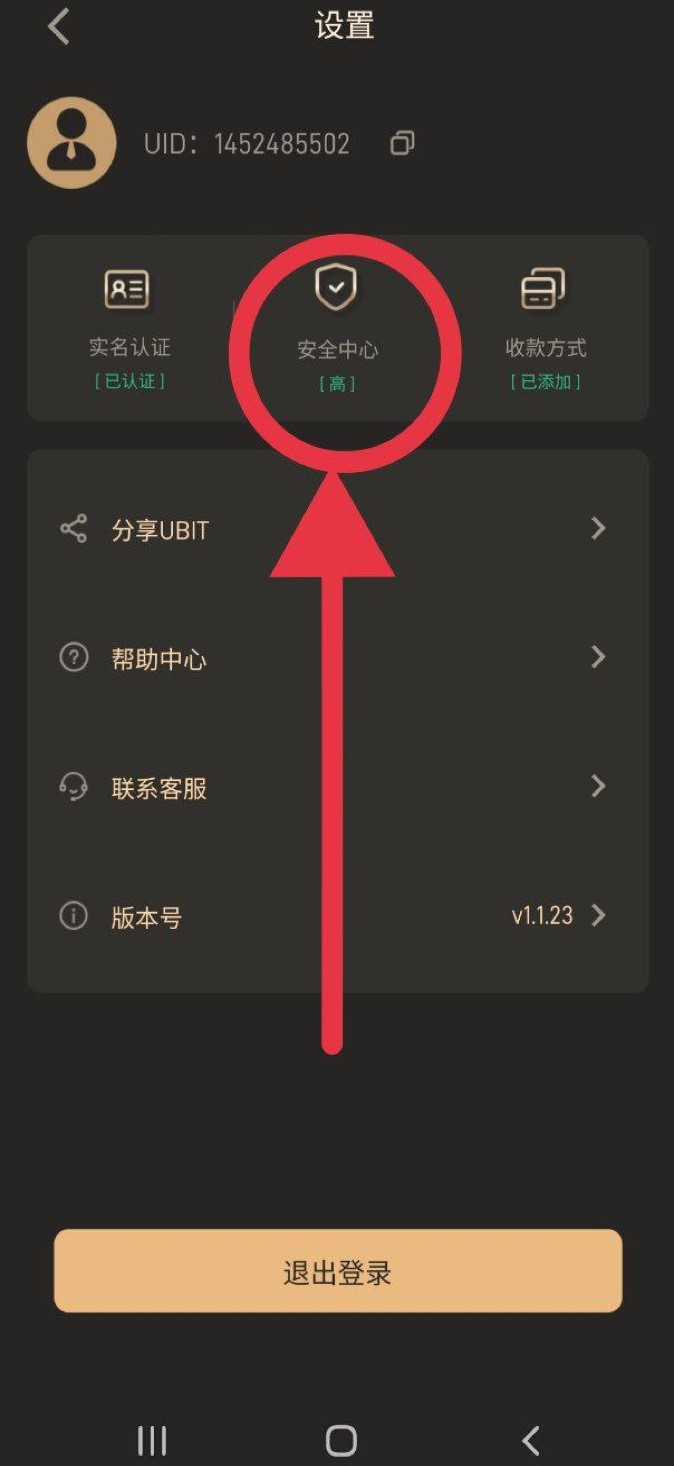 设置
UID：1452485502
实名认证 安全中心 收款方式
[已认证] [高] [已添加]
分享UBIT
帮助中心
联系客服
版本号 v1.1.23
退出登录